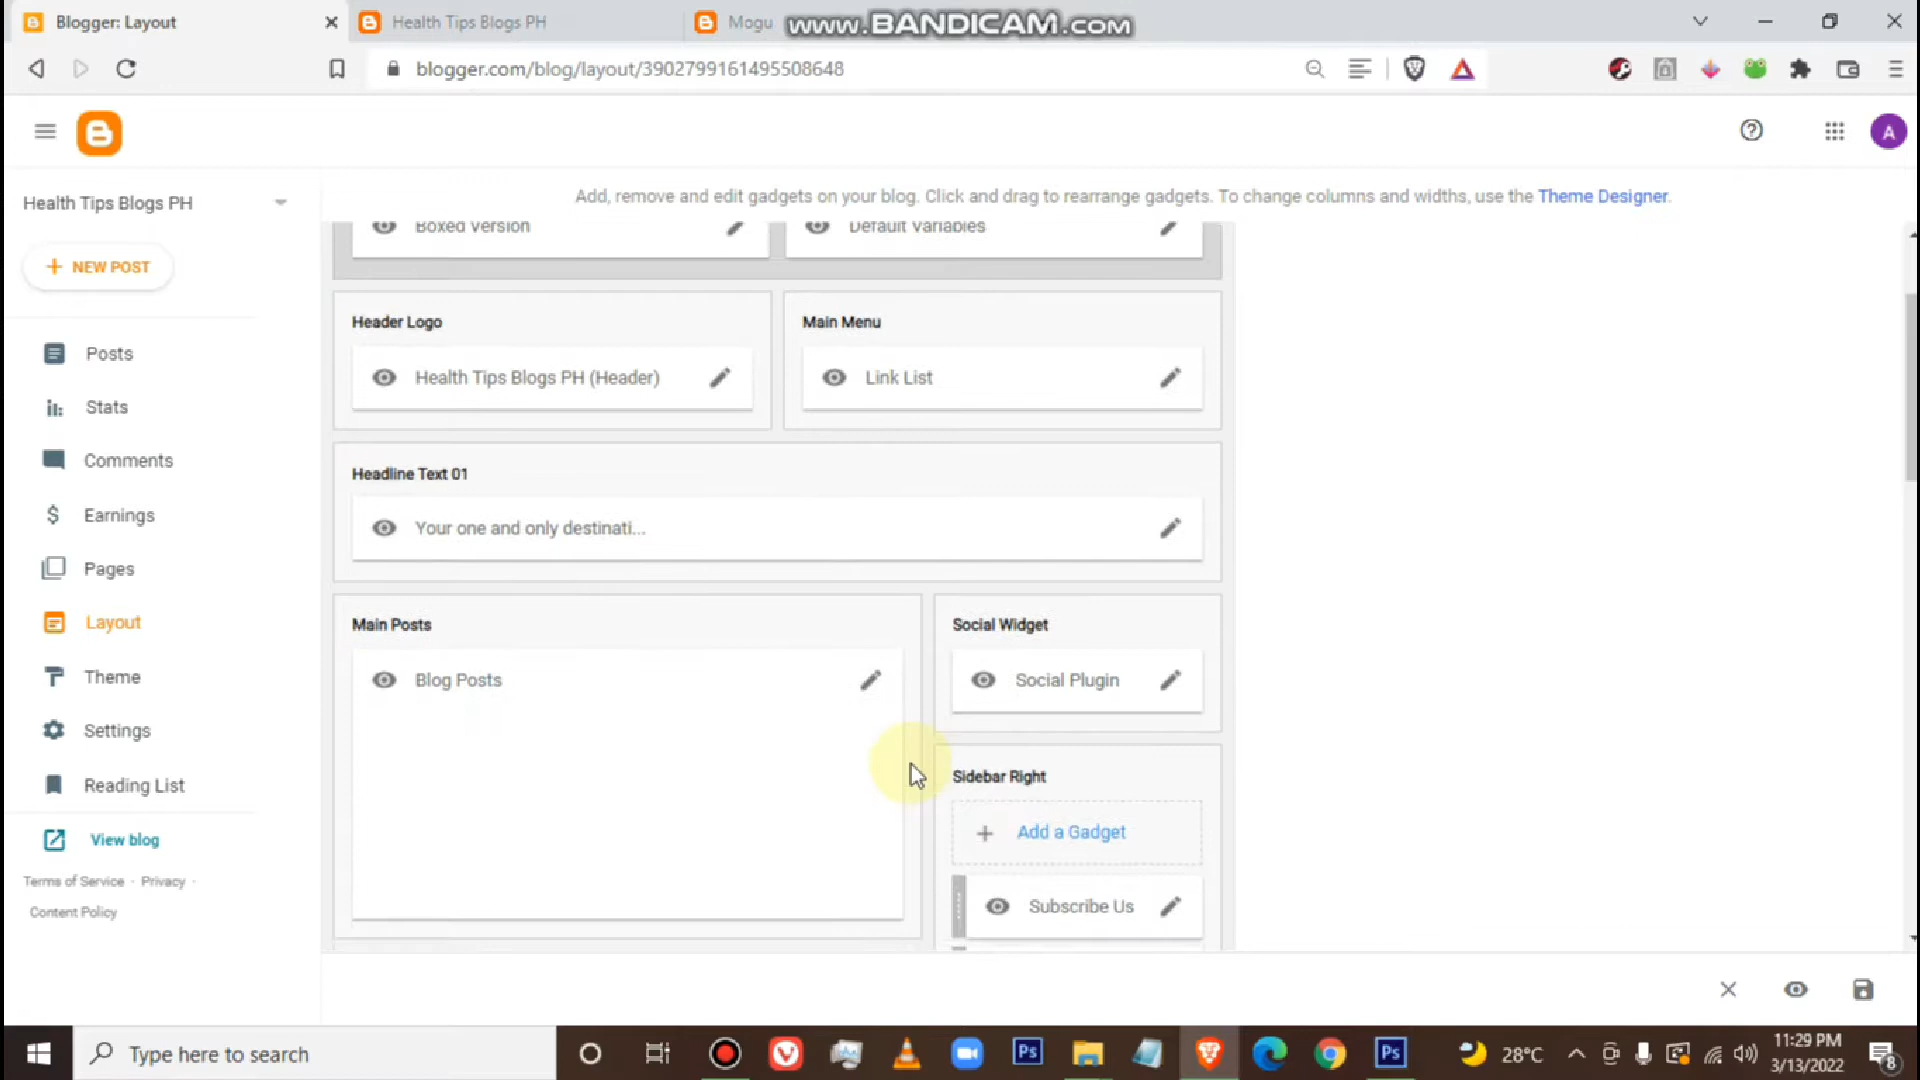 Blogger: Layout
Health Tips Blogs PH
Mogu
www.BANDICAM.com
blogger.com/blog/layout/3902799161495508648
A
Health Tips Blogs PH
Add, remove and edit gadgets on your blog. Click and drag to rearrange gadgets. To change columns and widths, use the Theme Designer.
NEW POST
Posts
Stats
Comments
Earnings
Pages
Layout
Theme
Settings
Reading List
View blog
Terms of Service · Privacy ·
Content Policy
Boxed Version
Default Variables
Header Logo
Health Tips Blogs PH (Header)
Main Menu
Link List
Headline Text 01
Your one and only destinati...
Main Posts
Blog Posts
Social Widget
Social Plugin
Sidebar Right
Add a Gadget
Subscribe Us
Type here to search
Ps
Ps
28°C
11:29 PM
3/13/2022
8